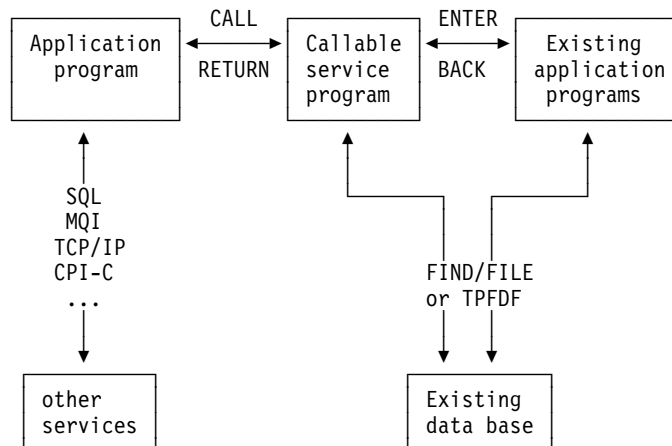 Application
program
CALL
RETURN
Callable
service
program
ENTER
BACK
Existing
application
programs
SQL
MQI
TCP/IP
CPI-C
...
FIND/FILE
or TPFDF
other
services
Existing
data base